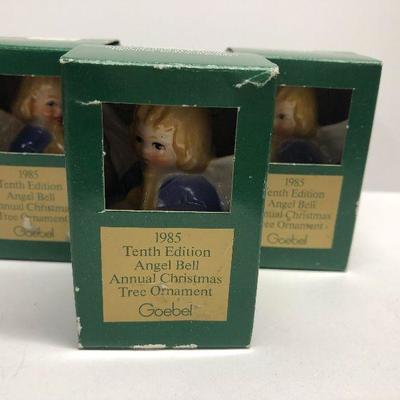 1985
Tenth Edition
Angel Bell
Annual Christmas
Tree Ornament
Goebel
1985
Tenth Edition
Angel Bell
Annual Christmas
Tree Ornament
Goebel
1985
Tenth Edition
Angel Bell
Annual Christmas
Tree Ornament
Goebel